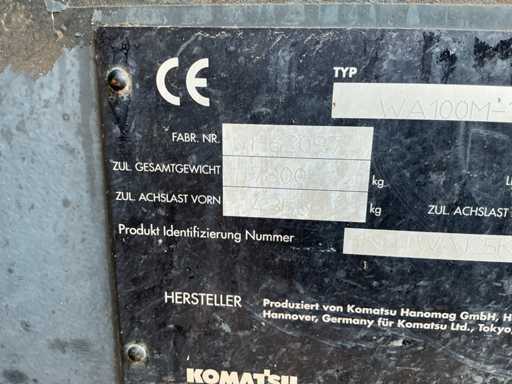 CE
TYP
WA100M-
FABR. NR.
ZUL. GESAMTGEWICHT kg
ZUL. ACHSLAST VORN kg ZUL. ACHSLAST
Produkt Identifizierung Nummer
HERSTELLER Produziert von Komatsu Hanomag GmbH, H
Hannover, Germany für Komatsu Ltd., Tokyo,
KOMATSU